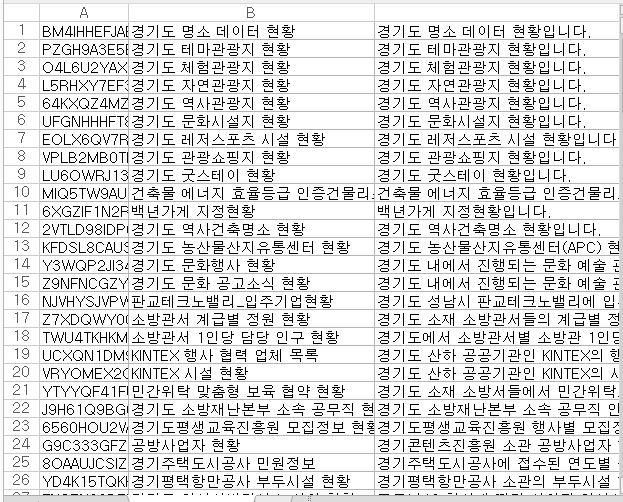 A B
1 BM4IHHEFJA 경기도 명소 데이터 현황 경기도 명소 데이터 현황입니다.
2 PZGH9A3E5 경기도 테마관광지 현황 경기도 테마관광지 현황입니다.
3 O4L6U2YAX 경기도 체험관광지 현황 경기도 체험관광지 현황입니다.
4 L5RHXY7EF 경기도 자연관광지 현황 경기도 자연관광지 현황입니다.
5 64KXQZ4MZ 경기도 역사관광지 현황 경기도 역사관광지 현황입니다.
6 UFGNHHHFT 경기도 문화시설지 현황 경기도 문화시설지 현황입니다.
7 EOLX6QV7R 경기도 레저스포츠 시설 현황 경기도 레저스포츠 시설 현황입니다
8 VPLB2MB0T 경기도 관광쇼핑지 현황 경기도 관광쇼핑지 현황입니다.
9 LU6OWRJ13 경기도 굿스테이 현황 경기도 굿스테이 현황입니다.
10 MIQ5TW9AU 건축물 에너지 효율등급 인증건물리 건축물 에너지 효율등급 인증건물리
11 6XGZIF1N2F 백년가게 지정현황 백년가게 지정현황입니다.
12 2VTLD98IDP 경기도 역사건축명소 현황 경기도 역사건축명소 현황입니다.
13 KFDSL8CAUS 경기도 농산물산지유통센터 현황 경기도 농산물산지유통센터(APC) 현
14 Y3WQP2JI34 경기도 문화행사 현황 경기도 내에서 진행되는 문화 예술 관
15 Z9NFNCGZY 경기도 문화 공고소식 현황 경기도 내에서 진행되는 문화 예술 관
16 NJVHYSJVPV 판교테크노밸리_입주기업현황 경기도 성남시 판교테크노밸리에 입
17 Z7XDQWY0 소방관서 계급별 정원 현황 경기도 소재 소방관서들의 계급별 정
18 TWU4TKHKM 소방관서 1인당 담당 인구 현황 경기도에서 소방관서별 소방관 1인당
19 UCXQN1DM KINTEX 행사 협력 업체 목록 경기도 산하 공공기관인 KINTEX의 행
20 VRYOMEX2 KINTEX 시설 현황 경기도 산하 공공기관인 KINTEX의 시
21 YTYYQF41F 민간위탁 맞춤형 보육 협약 현황 경기도 소재 소방서들에서 민간위탁
22 J9H61Q9BG 경기도 소방재난본부 소속 공무직 현 경기도 소방재난본부 소속 공무직 인
23 6560HOU2V 경기도평생교육진흥원 모집정보 현황 경기도평생교육진흥원 행사별 모집정
24 G9C333GFZ 공방사업자 현황 경기콘텐츠진흥원 소관 공방사업자
25 8OAAUJCSIZ 경기주택도시공사 민원정보 경기주택도시공사에 접수된 연도별
26 YD4K15TQK 경기평택항만공사 부두시설 현황 경기평택항만공사 소관의 부두시설